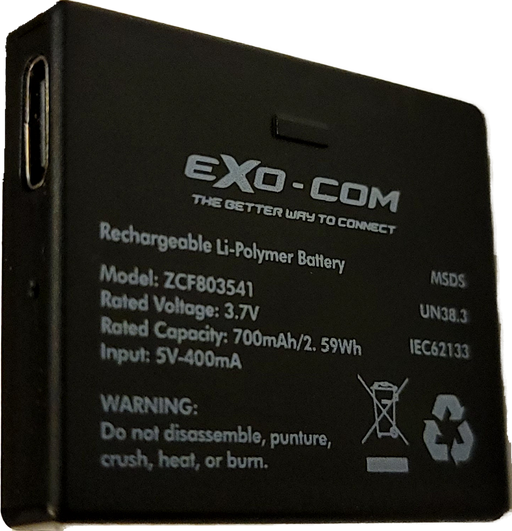 eXO-COM
THE BETTER WAY TO CONNECT
Rechargeable Li-Polymer Battery
Model: ZCF803541
Rated Voltage: 3.7V
Rated Capacity: 700mAh/2. 59Wh
Input: 5V-400mA
MSDS
UN38.3
IEC62133
WARNING:
Do not disassemble, punture,
crush, heat, or burn.